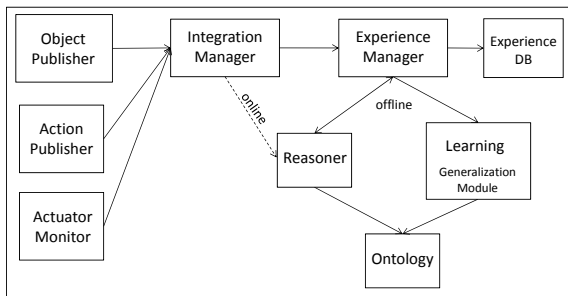 Object
Publisher
Integration
Manager
Experience
Manager
Experience
DB
Action
Publisher
online
offline
Reasoner
Learning
Generalization
Module
Actuator
Monitor
Ontology